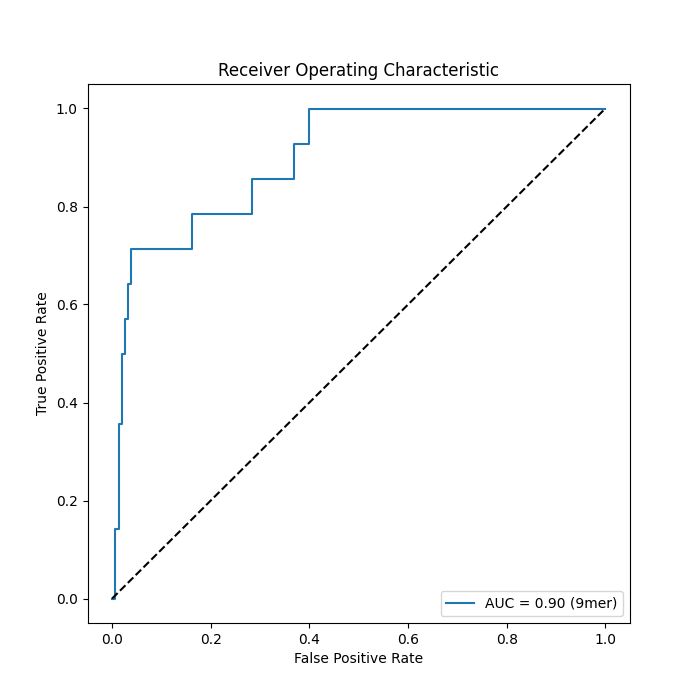 Receiver Operating Characteristic
True Positive Rate
1.0
0.8
0.6
0.4
0.2
0.0
AUC = 0.90 (9mer)
0.0 0.2 0.4 0.6 0.8 1.0
False Positive Rate